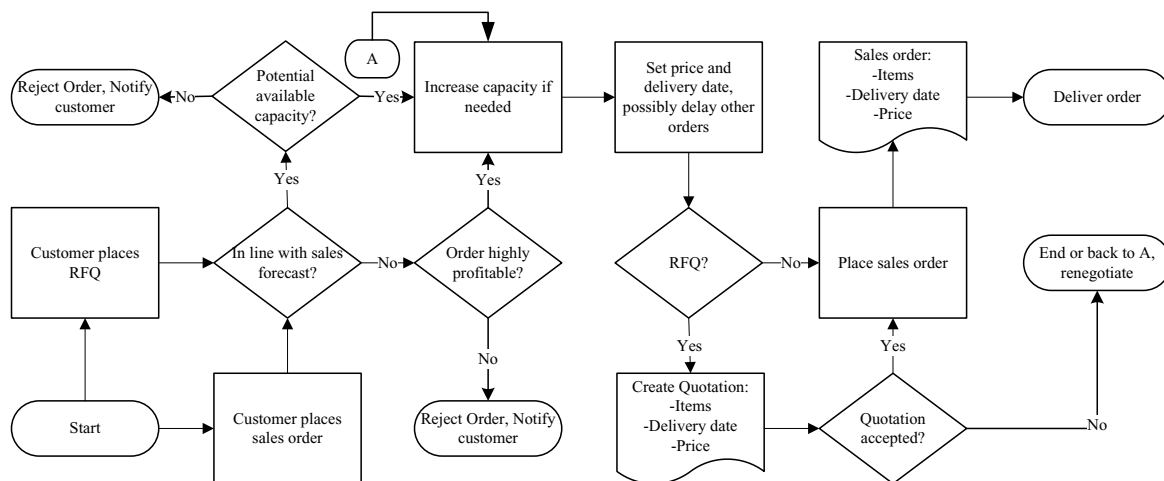 A
Reject Order, Notify
customer
No
Potential
available
capacity?
Yes
Increase capacity if
needed
Set price and
delivery date,
possibly delay other
orders
Sales order:
-Items
-Delivery date
-Price
Deliver order
Yes
Yes
Customer places
RFQ
In line with sales
forecast?
No
Order highly
profitable?
RFQ?
No
Place sales order
End or back to A,
renegotiate
No
Yes
Yes
Start
Customer places
sales order
Reject Order, Notify
customer
Create Quotation:
-Items
-Delivery date
-Price
Quotation
accepted?
No